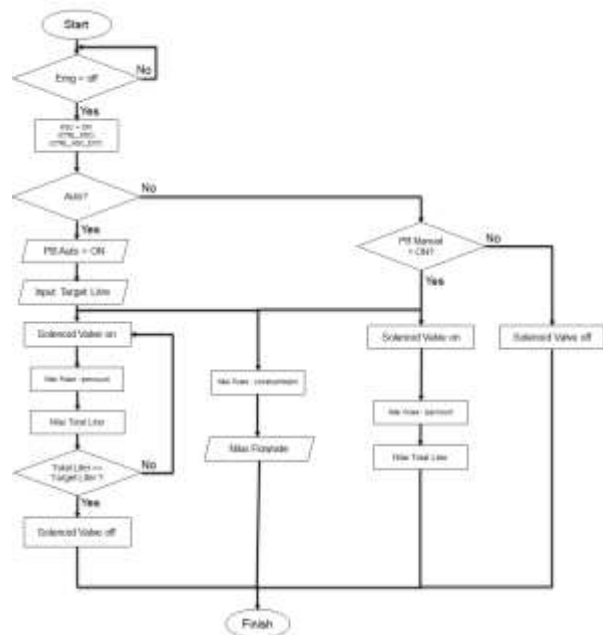 Start
Emg = off
No
Yes
Auto?
No
Yes
PB Auto = ON
PB Manual
= ON?
No
Yes
Input Target Litre
Solenoid Valve on
Solenoid Valve on
Solenoid Valve off
Nilai Total Liter
Nilai Flowrate
Nilai Total Liter
Total Liter ==
Target Liter ?
No
Yes
Solenoid Valve off
Finish